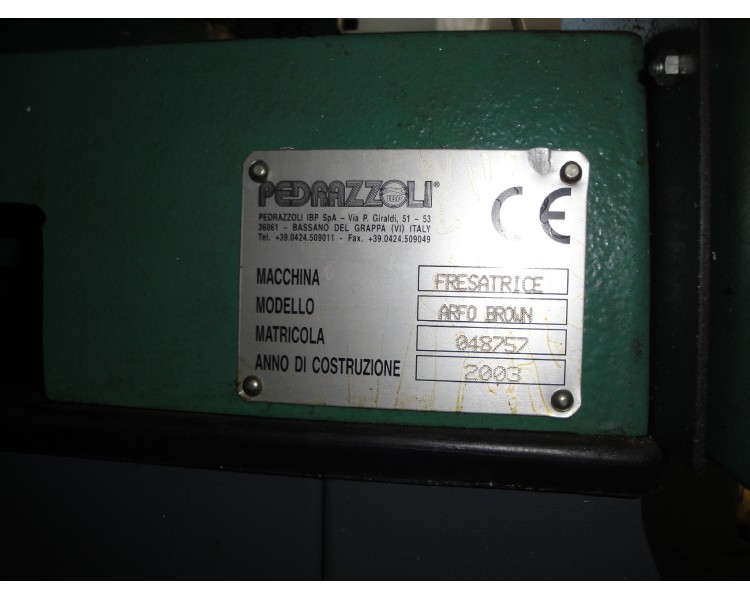 PEDRAZZOLI®
IBP
CE
PEDRAZZOLI IBP SpA – Via P. Giraldi, 51 - 53
36061 – BASSANO DEL GRAPPA (VI) ITALY
Tel. +39.0424.509011 - Fax. +39.0424.509049
MACCHINA FRESATRICE
MODELLO ARFO BROWN
MATRICOLA 048757
ANNO DI COSTRUZIONE 2003